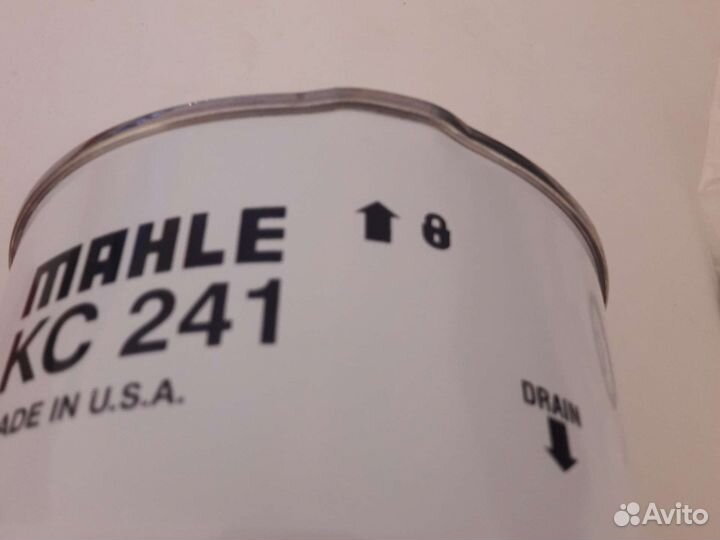 MAHLE
KC 241
ADE IN U.S.A.
DRAIN
Avito